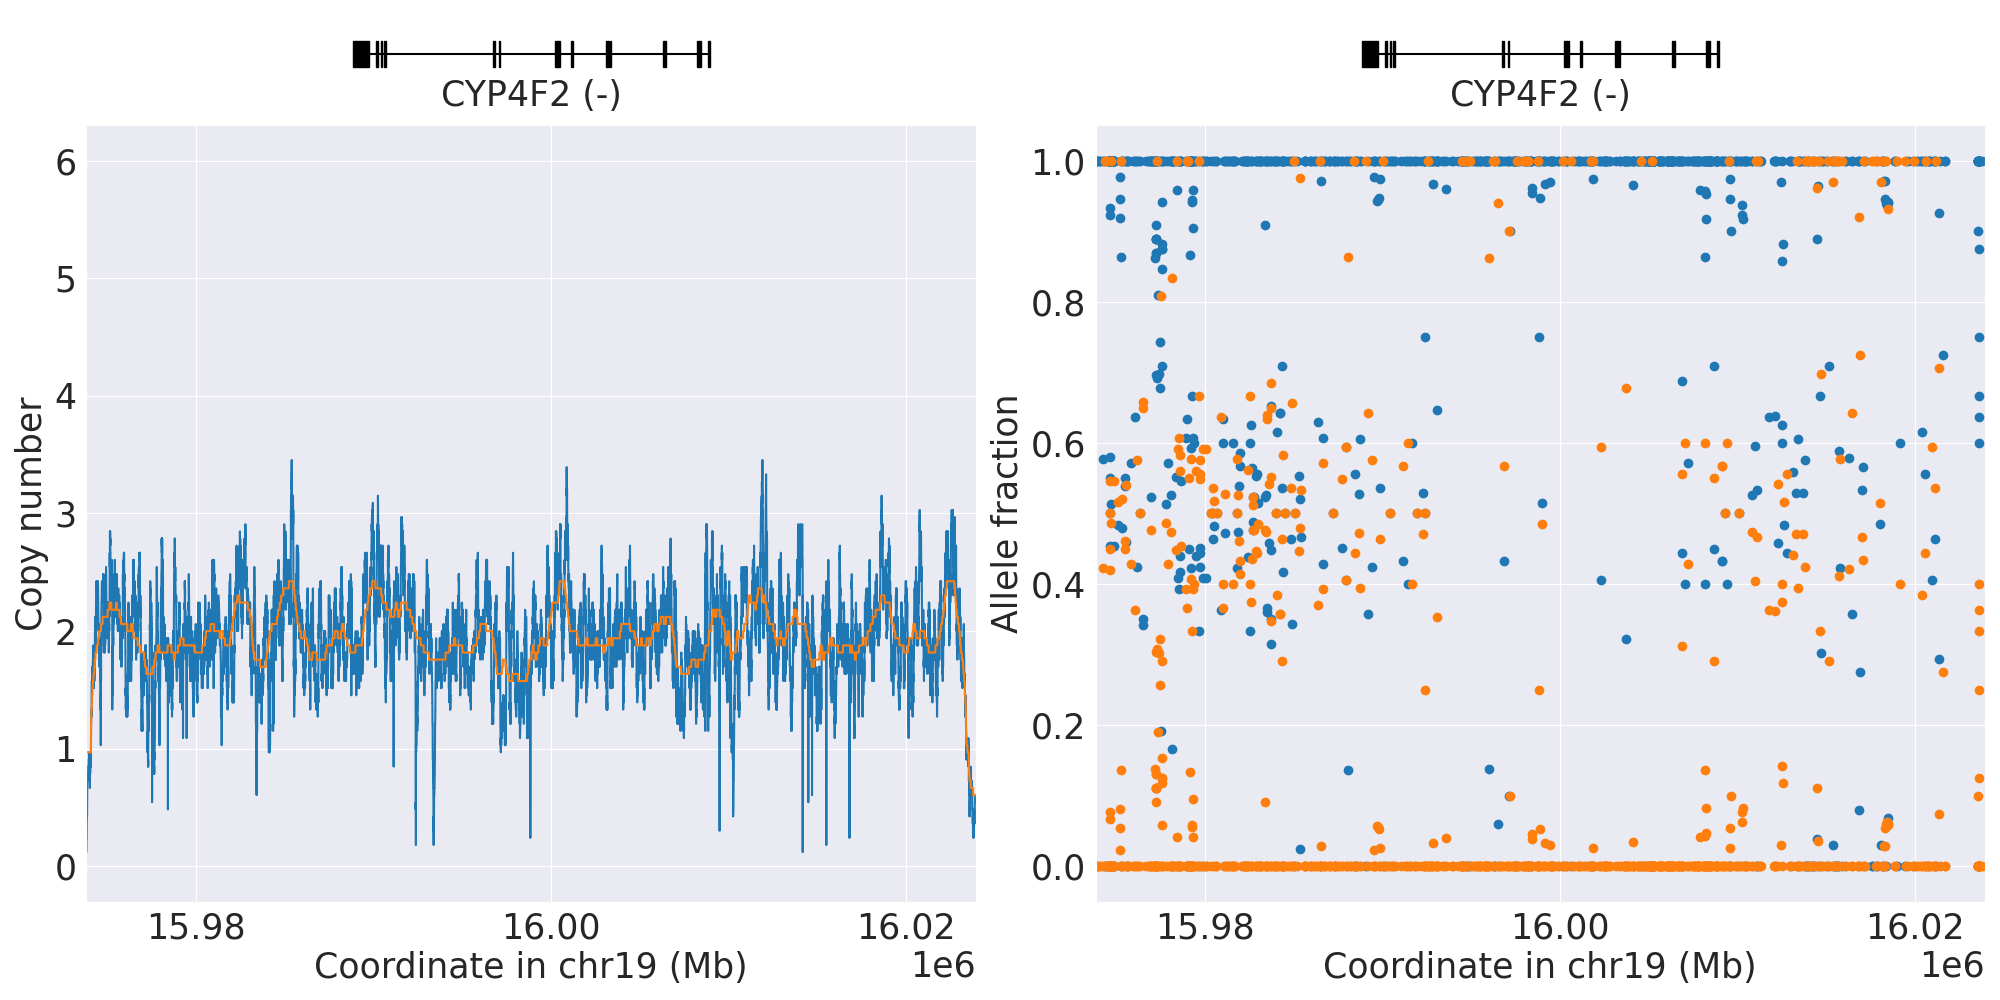 CYP4F2 (-)
Copy number
6
5
4
3
2
1
0
15.98
16.00
16.02
Coordinate in chr19 (Mb)
1e6
CYP4F2 (-)
Allele fraction
1.0
0.8
0.6
0.4
0.2
0.0
15.98
16.00
16.02
Coordinate in chr19 (Mb)
1e6